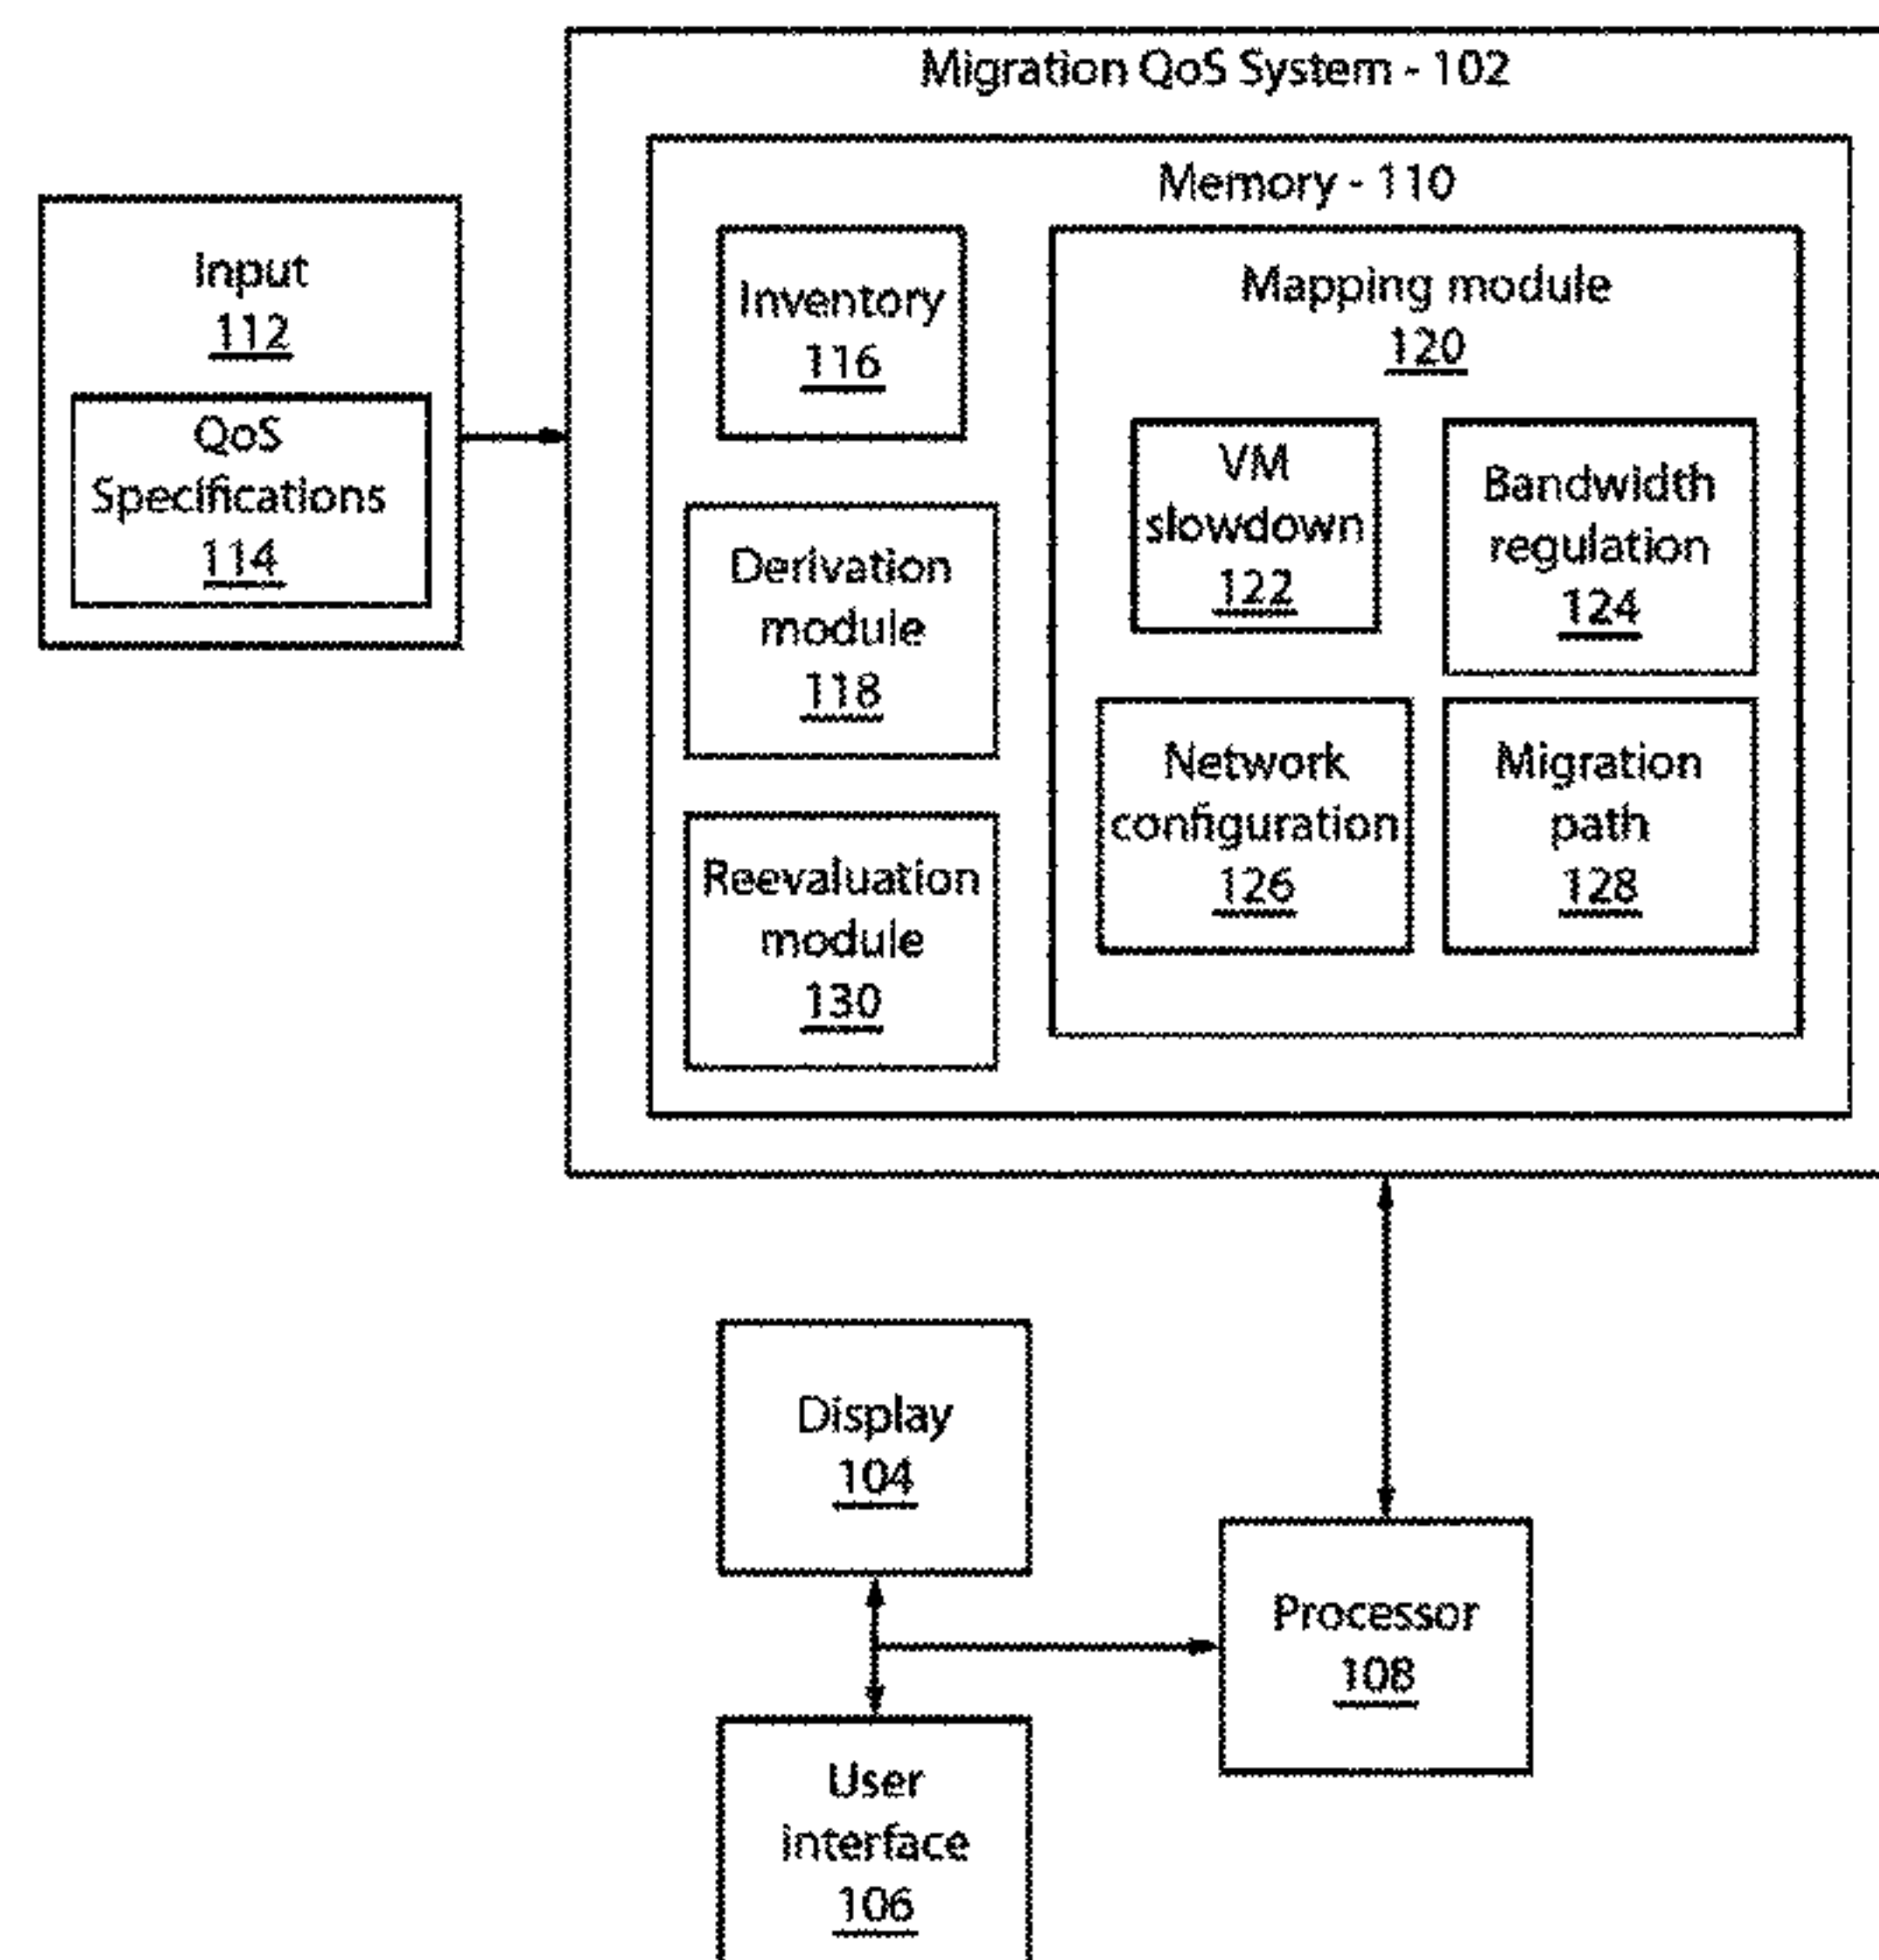 Migration QoS System - 102
Memory - 110
Input
112
QoS
Specifications
114
Inventory
116
Derivation
module
118
Reevaluation
module
130
Mapping module
120
VM
slowdown
122
Bandwidth
regulation
124
Network
configuration
126
Migration
path
128
Display
104
Processor
108
User
interface
106